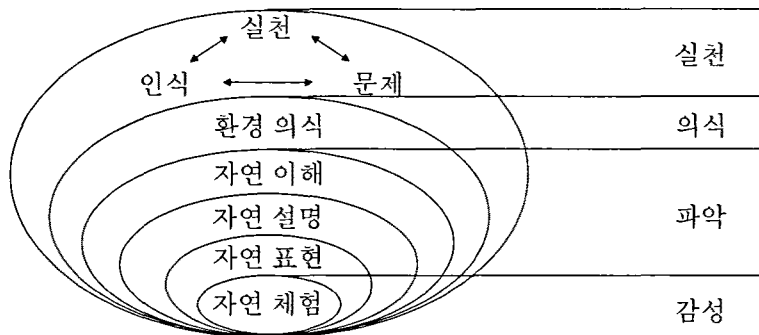 실천
인식 문제
실천
환경 의식
의식
자연 이해
자연 설명
파악
자연 표현
자연 체험
감성